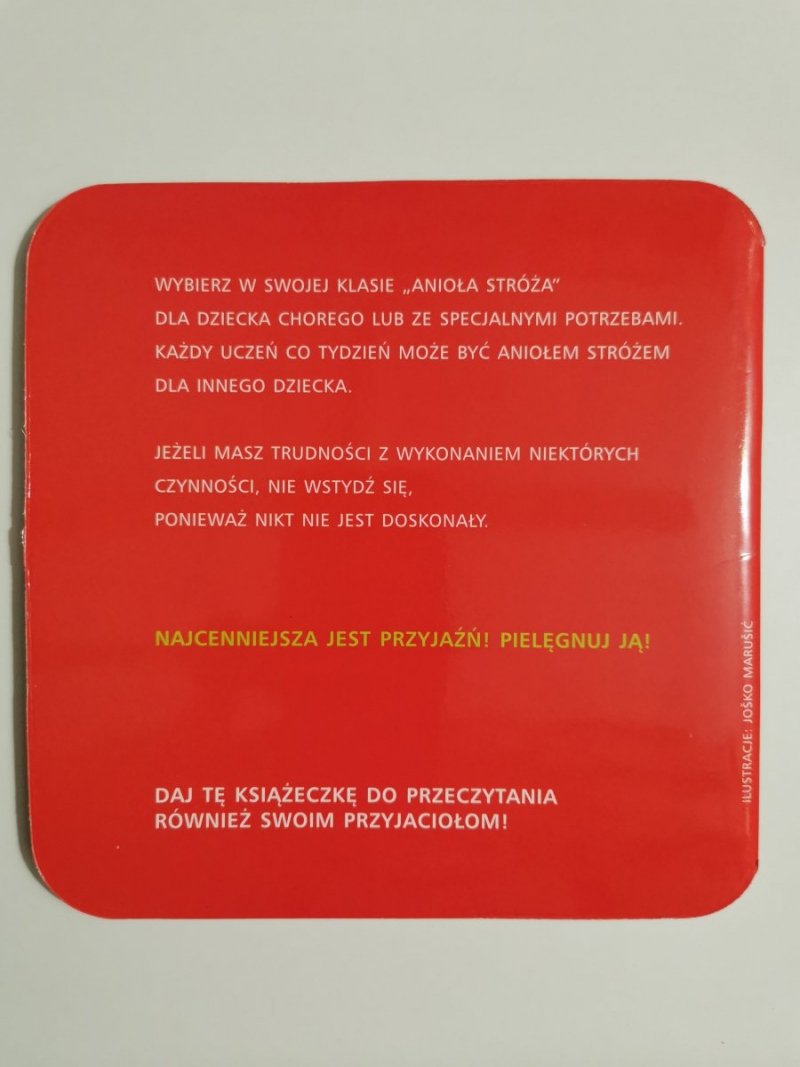 WYBIERZ W SWOJEJ KLASIE „ANIOŁA STRÓŻA”
DLA DZIECKA CHOREGO LUB ZE SPECJALNYMI POTRZEBAMI.
KAŻDY UCZEŃ CO TYDZIEŃ MOŻE BYĆ ANIOŁEM STRÓŻEM
DLA INNEGO DZIECKA.
JEŻELI MASZ TRUDNOŚCI Z WYKONANIEM NIEKTÓRYCH
CZYNNOŚCI, NIE WSTYDŹ SIĘ,
PONIEWAŻ NIKT NIE JEST DOSKONAŁY.
NAJCENNIEJSZA JEST PRZYJAŹŃ! PIELĘGNUJ JĄ!
DAJ TĘ KSIĄŻECZKĘ DO PRZECZYTANIA
RÓWNIEŻ SWOIM PRZYJACIOŁOM!
ILUSTRACJE: JOŠKO MARUŠIĆ